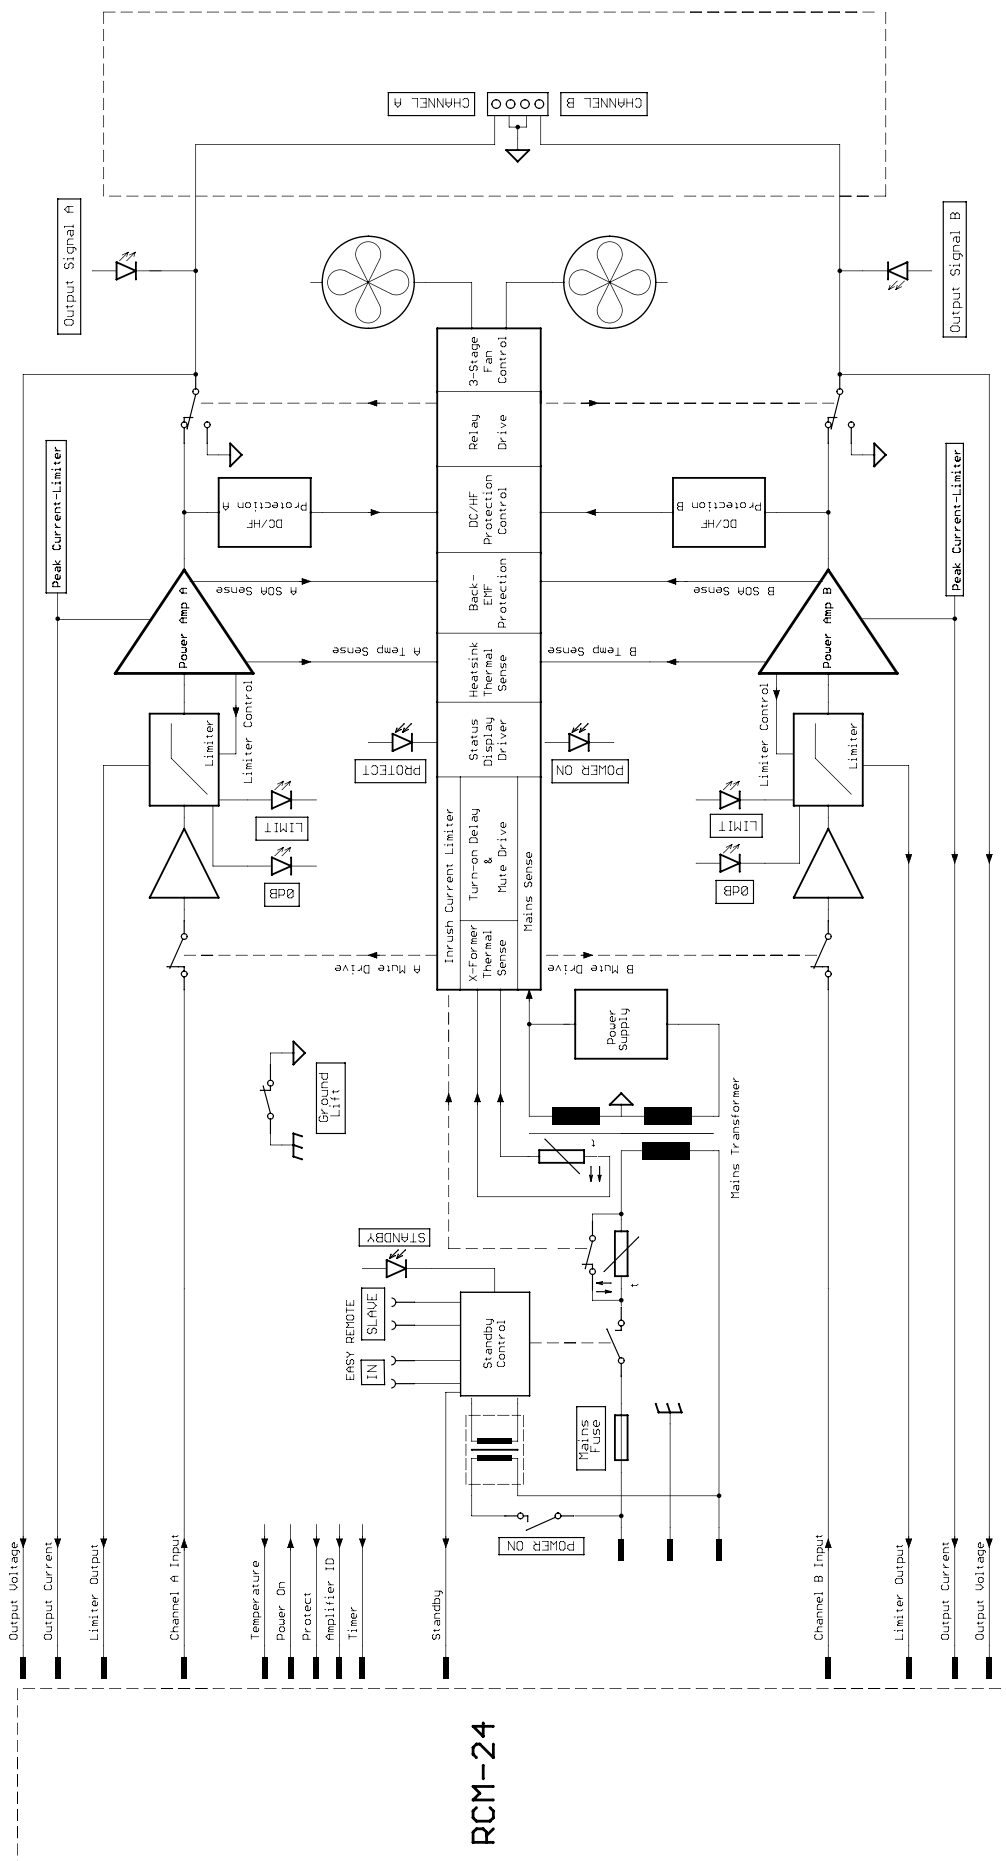 CHANNEL A
CHANNEL B
Output Signal A
Output Signal B
3-Stage
Fan
Control
Relay
Drive
DC/HF
Protection
Control
Back-
EMF
Protection
Heatsink
Thermal
Sense
Status
Display
Driver
Inrush Current Limiter
Turn-on Delay
&
Mute Drive
Mains Sense
X-Former
Thermal
Sense
Peak Current-Limiter
Peak Current-Limiter
DC/HF
Protection A
DC/HF
Protection B
Power Amp A
Power Amp B
A SOA Sense
B SOA Sense
A Temp Sense
B Temp Sense
Limiter
Limiter Control
Limiter Control
Limiter
PROTECT
POWER ON
LIMIT
0dB
LIMIT
0dB
A Mute Drive
B Mute Drive
Power
Supply
Ground
Lift
Mains Transformer
t
t
STANDBY
EASY REMOTE
SLAVE
IN
Standby
Control
Mains
Fuse
POWER ON
Output Voltage
Output Current
Limiter Output
Channel A Input
Temperature
Power On
Protect
Amplifier ID
Timer
Standby
Channel B Input
Limiter Output
Output Current
Output Voltage
RCM-24